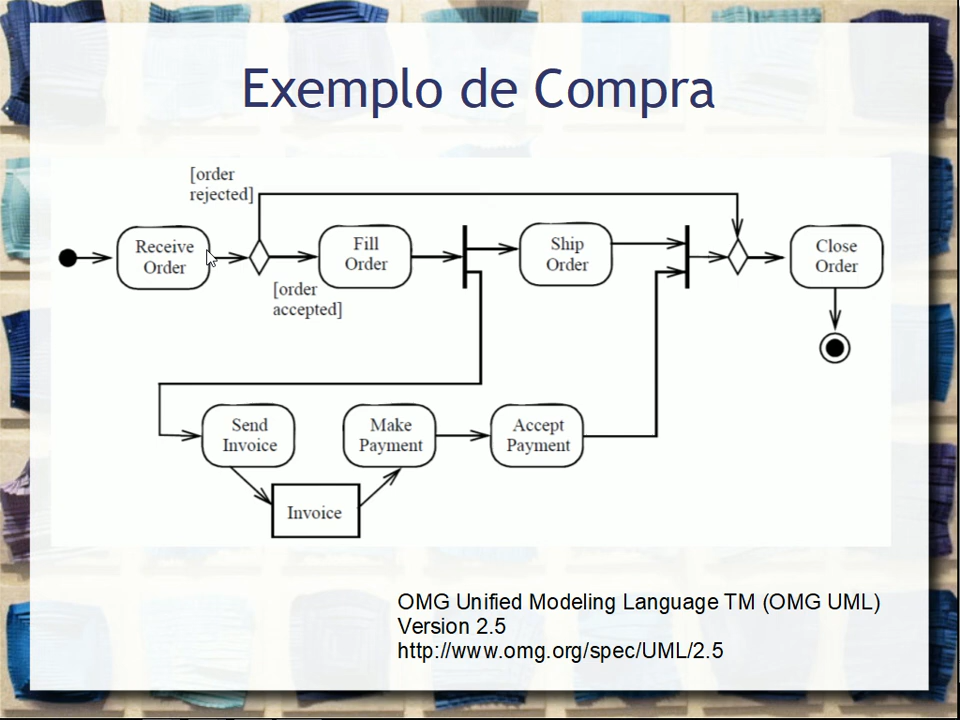 Exemplo de Compra
[order
rejected]
Receive
Order
Fill
Order
Ship
Order
Close
Order
[order
accepted]
Send
Invoice
Make
Payment
Accept
Payment
Invoice
OMG Unified Modeling Language TM (OMG UML)
Version 2.5
http://www.omg.org/spec/UML/2.5